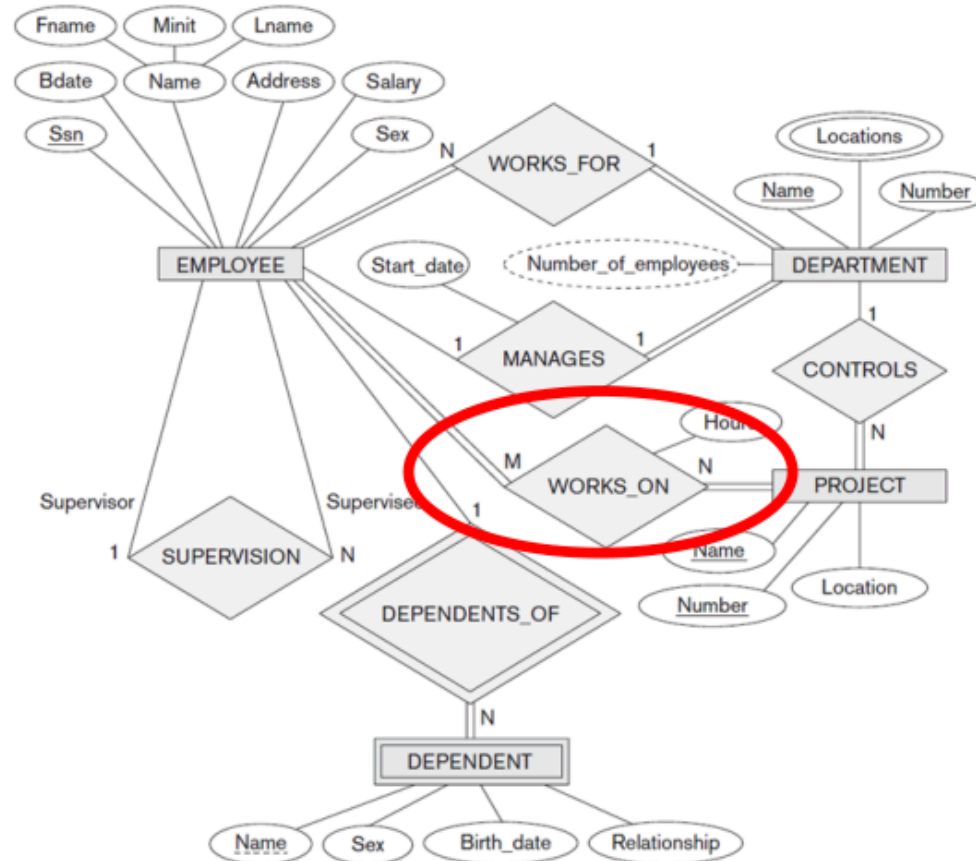 Fname Minit Lname
Bdate Name Address Salary
Ssn Sex
N WORKS_FOR 1
Locations
Name Number
EMPLOYEE
Start_date
Number_of_employees
DEPARTMENT
1 MANAGES 1
1
CONTROLS
N
Hours
M WORKS_ON N
PROJECT
Supervisor
Supervisee
1 SUPERVISION N
1
Name
Number
Location
DEPENDENTS_OF
N
DEPENDENT
Name Sex Birth_date Relationship